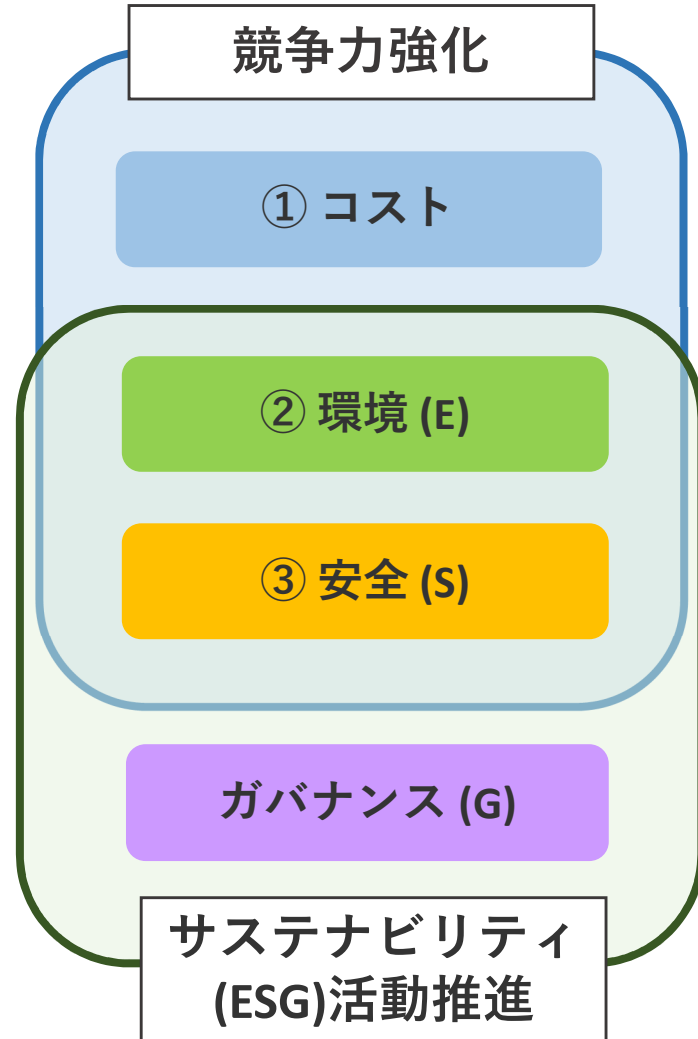 競争力強化
① コスト
② 環境 (E)
③ 安全 (S)
ガバナンス (G)
サステナビリティ
(ESG)活動推進